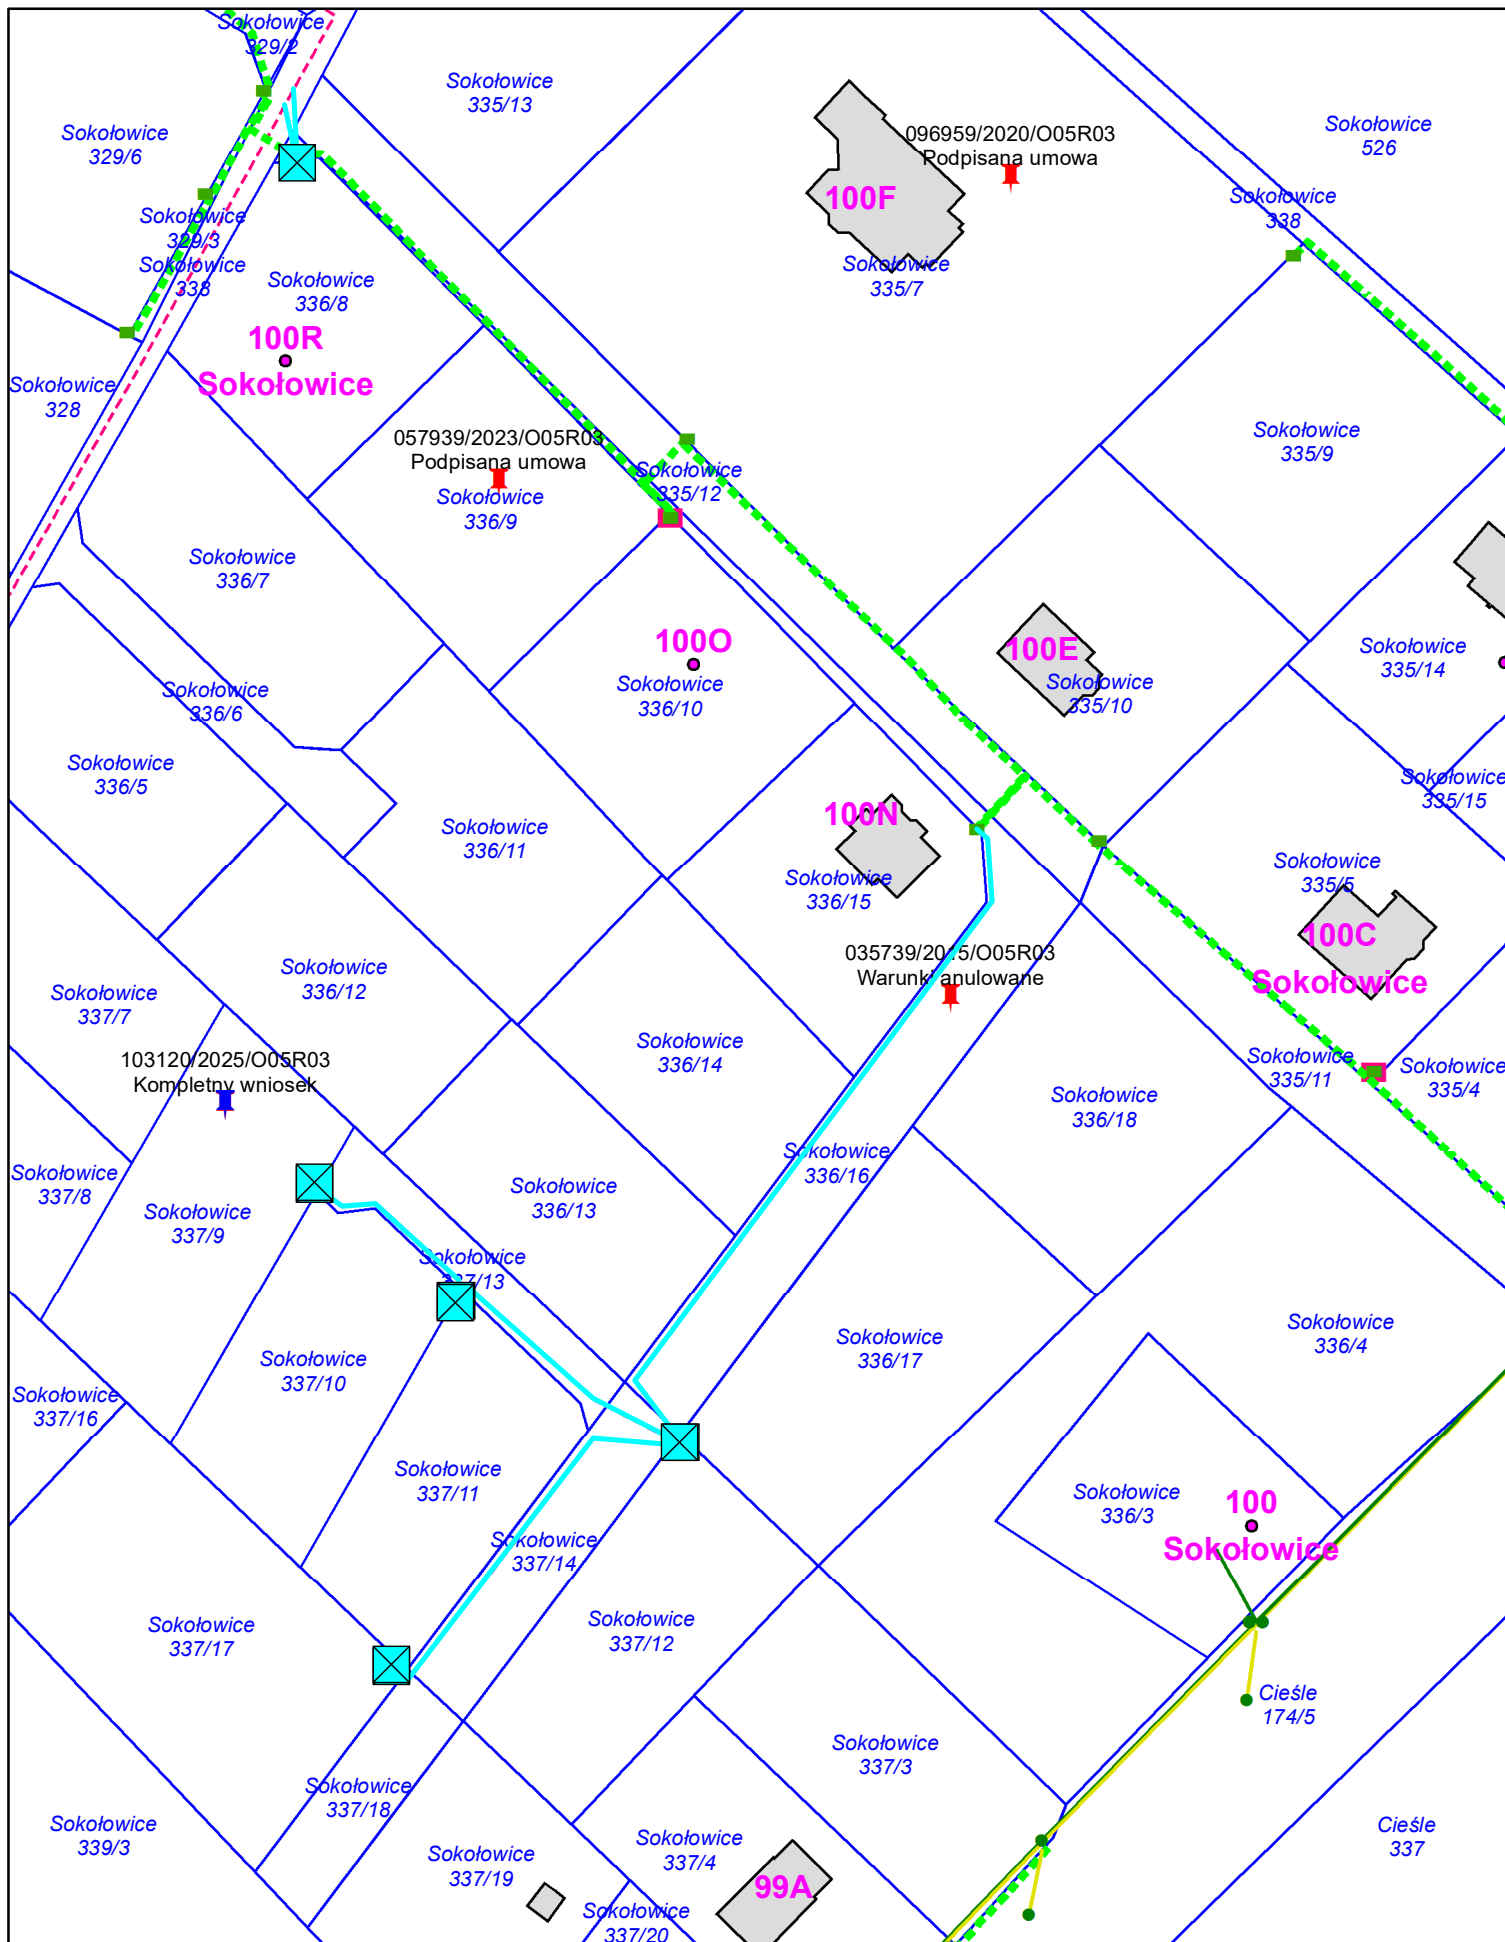 Sokołowice
329/2
Sokołowice
335/13
096959/2020/O05R03
Podpisana umowa
Sokołowice
526
Sokołowice
329/6
100F
Sokołowice
338
Sokołowice
329/3
Sokołowice
338
Sokołowice
336/8
Sokołowice
335/7
100R
Sokołowice
Sokołowice
328
057939/2023/O05R03
Podpisana umowa
Sokołowice
336/9
Sokołowice
335/12
Sokołowice
335/9
Sokołowice
336/7
100O
Sokołowice
336/10
100E
Sokołowice
335/10
Sokołowice
335/14
Sokołowice
336/6
Sokołowice
336/5
Sokołowice
335/15
100N
Sokołowice
336/11
Sokołowice
336/15
Sokołowice
335/5
100C
Sokołowice
035739/2015/O05R03
Warunki anulowane
Sokołowice
336/12
Sokołowice
337/7
Sokołowice
336/14
Sokołowice
335/11
Sokołowice
335/4
103120/2025/O05R03
Kompletny wniosek
Sokołowice
336/18
Sokołowice
336/16
Sokołowice
337/8
Sokołowice
336/13
Sokołowice
337/9
Sokołowice
337/13
Sokołowice
336/17
Sokołowice
336/4
Sokołowice
337/10
Sokołowice
337/16
Sokołowice
337/11
Sokołowice
336/3
100
Sokołowice
Sokołowice
337/14
Sokołowice
337/17
Sokołowice
337/12
Cieśle
174/5
Sokołowice
337/3
Sokołowice
337/18
Sokołowice
339/3
Sokołowice
337/19
Sokołowice
337/4
99A
Cieśle
337
Sokołowice
337/20